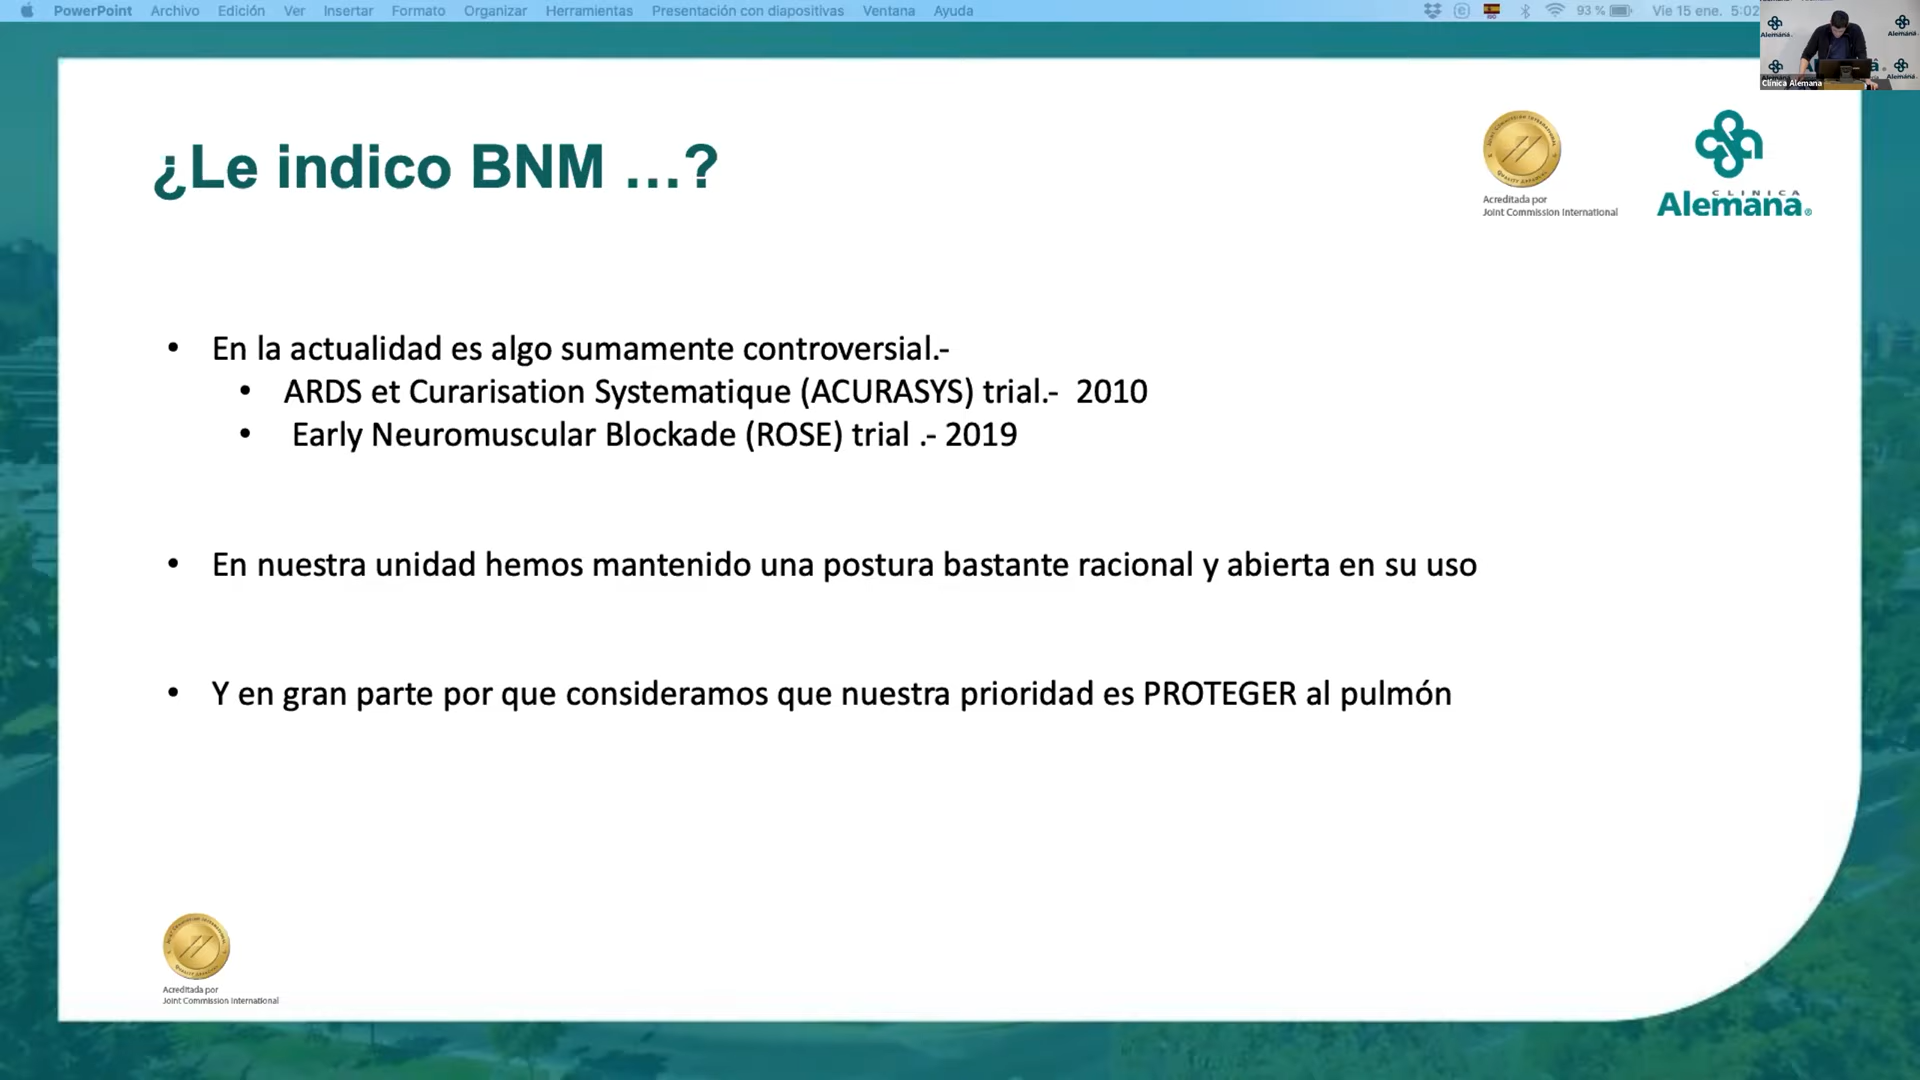 PowerPoint Archivo Edición Ver Insertar Formato Organizar Herramientas Presentación con diapositivas Ventana Ayuda 93 % Vie 15 ene. 5:02
Alemana
Alemana
Clínica Alemana
¿Le indico BNM ...?
Acreditada por
Joint Commission International
CLINICA
Alemana®
• En la actualidad es algo sumamente controversial.-
• ARDS et Curarisation Systematique (ACURASYS) trial.- 2010
• Early Neuromuscular Blockade (ROSE) trial .- 2019
• En nuestra unidad hemos mantenido una postura bastante racional y abierta en su uso
• Y en gran parte por que consideramos que nuestra prioridad es PROTEGER al pulmón
Acreditada por
Joint Commission International